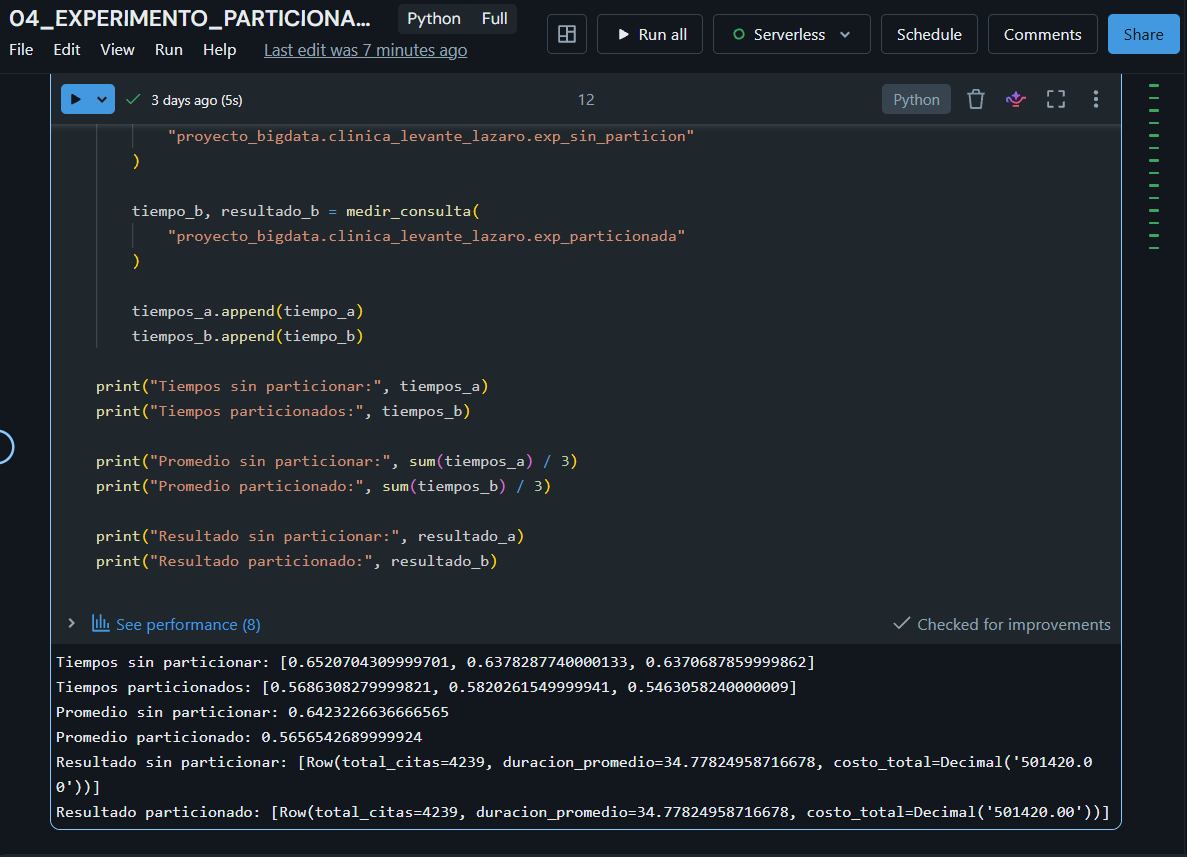 04_EXPERIMENTO_PARTICIONA... Python Full
File Edit View Run Help Last edit was 7 minutes ago
Run all Serverless Schedule Comments Share
3 days ago (5s) 12 Python
"proyecto_bigdata.clinica_levante_lazaro.exp_sin_particion"
)
tiempo_b, resultado_b = medir_consulta(
"proyecto_bigdata.clinica_levante_lazaro.exp_particionada"
)
tiempos_a.append(tiempo_a)
tiempos_b.append(tiempo_b)
print("Tiempos sin particionar:", tiempos_a)
print("Tiempos particionados:", tiempos_b)
print("Promedio sin particionar:", sum(tiempos_a) / 3)
print("Promedio particionado:", sum(tiempos_b) / 3)
print("Resultado sin particionar:", resultado_a)
print("Resultado particionado:", resultado_b)
See performance (8) Checked for improvements
Tiempos sin particionar: [0.6520704309999701, 0.6378287740000133, 0.6370687859999862]
Tiempos particionados: [0.5686308279999821, 0.5820261549999941, 0.5463058240000009]
Promedio sin particionar: 0.6423226636666565
Promedio particionado: 0.5656542689999924
Resultado sin particionar: [Row(total_citas=4239, duracion_promedio=34.77824958716678, costo_total=Decimal('501420.0
0'))]
Resultado particionado: [Row(total_citas=4239, duracion_promedio=34.77824958716678, costo_total=Decimal('501420.00'))]